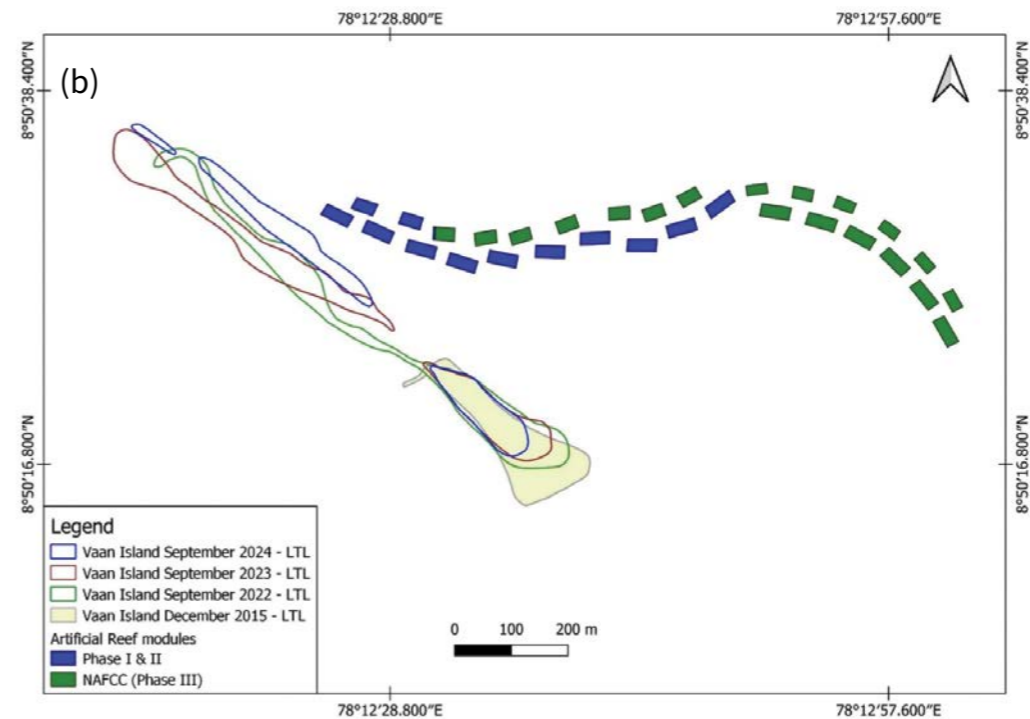 78°12′28.800″E 78°12′57.600″E
(b)
8°50′38.400″N 8°50′38.400″N
8°50′16.800″N 8°50′16.800″N
Legend
Vaan Island September 2024 - LTL
Vaan Island September 2023 - LTL
Vaan Island September 2022 - LTL
Vaan Island December 2015 - LTL
Artificial Reef modules
Phase I & II
NAFCC (Phase III)
0 100 200 m
78°12′28.800″E 78°12′57.600″E